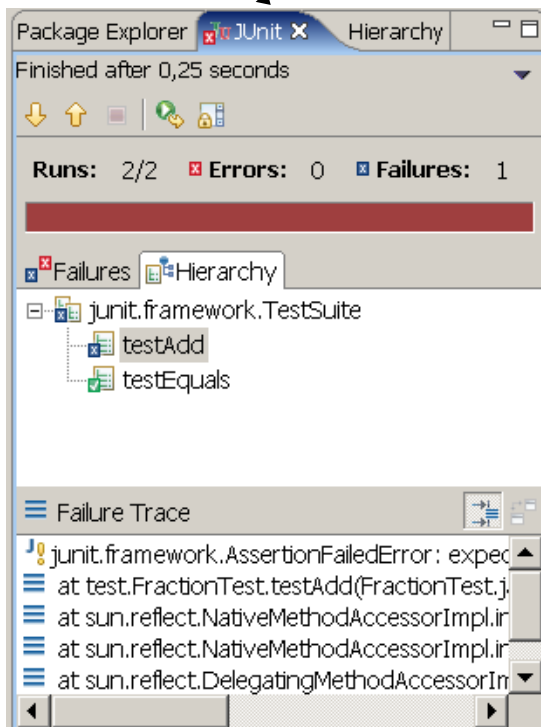 Package Explorer JUnit Hierarchy
Finished after 0,25 seconds
Runs: 2/2 Errors: 0 Failures: 1
Failures Hierarchy
junit.framework.TestSuite
testAdd
testEquals
Failure Trace
junit.framework.AssertionFailedError: expec
at test.FractionTest.testAdd(FractionTest.j
at sun.reflect.NativeMethodAccessorImpl.in
at sun.reflect.NativeMethodAccessorImpl.in
at sun.reflect.DelegatingMethodAccessorIm